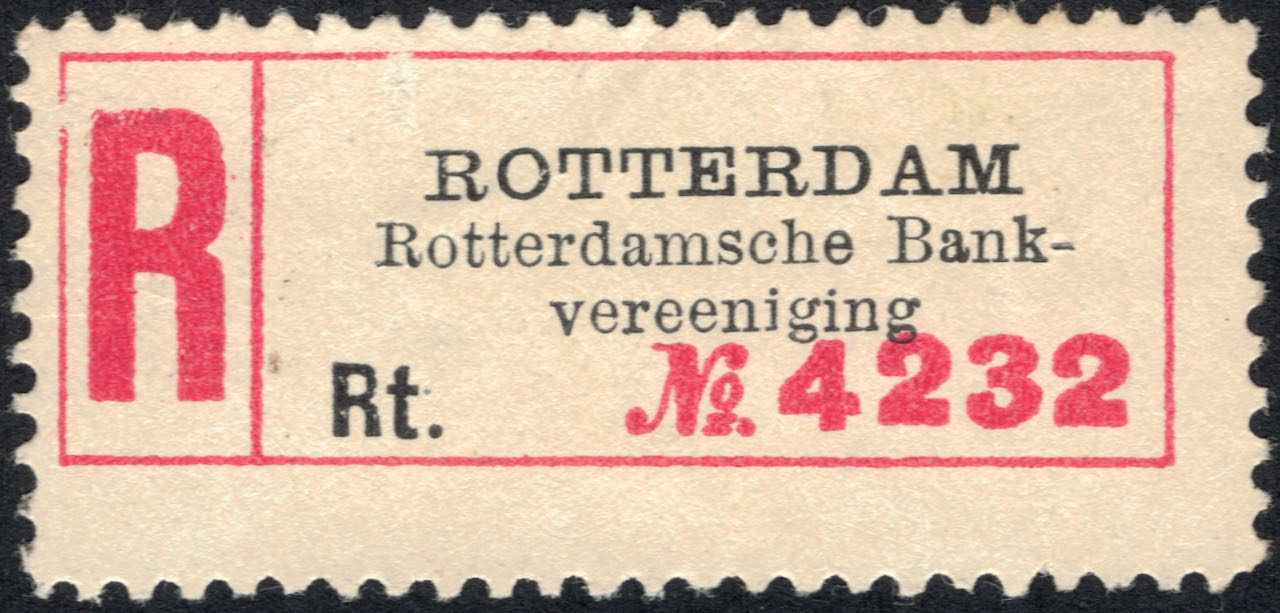 R
ROTTERDAM
Rotterdamsche Bank-
vereeniging
Rt. № 4232